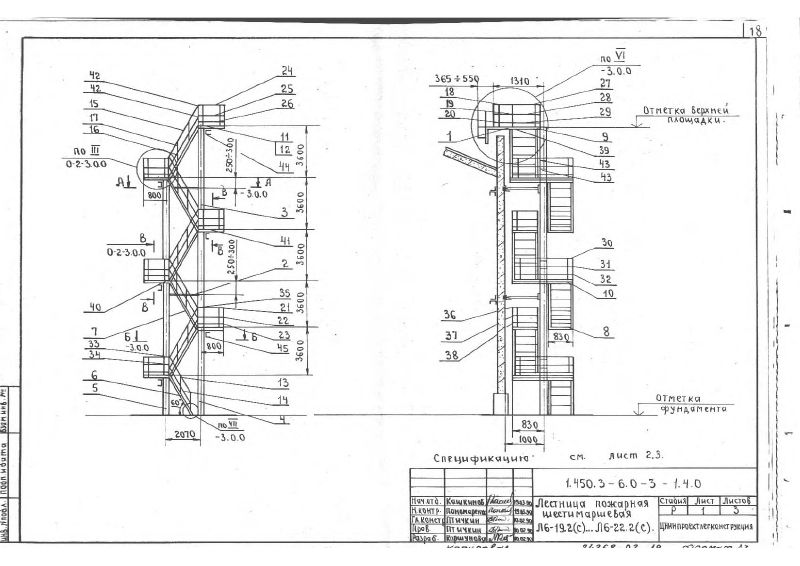 18
42
42
15
17
16
по III
0-2-3.0.0
А
А
-3.0.0
800
24
25
26
11
12
44
250÷300
3600
В
3
В
0-2-3.0.0
В
41
В
250÷300
3600
2
40
В
35
21
22
23
45
7
Б
-3.0.0
Б
33
34
800
3600
3600
6
5
60°
13
14
4
по VII
-3.0.0
2070
по VI
-3.0.0
365÷550
1310
18
19
20
1
27
28
29
9
39
43
43
Отметка верхней
площадки.
30
31
32
10
8
36
37
38
830
Отметка
фундамента
830
1000
Спецификацию см. лист 2,3.
1.450.3-6.0-3-1.4.0
Нач.отд. Кашкинов
Н.контр. Пономарева
Гл.констр Птичкин
Пров. Птичкин
Разраб. Коршунова
Лестница пожарная
шестимаршевая
Л6-19.2(С)...Л6-22.2(С).
Стадия Лист Листов
Р 1 3
ЦНИИПРОЕКТЛЕГКОНСТРУКЦИЯ
Инв.№подл. Подп. и дата Взам.инв.№